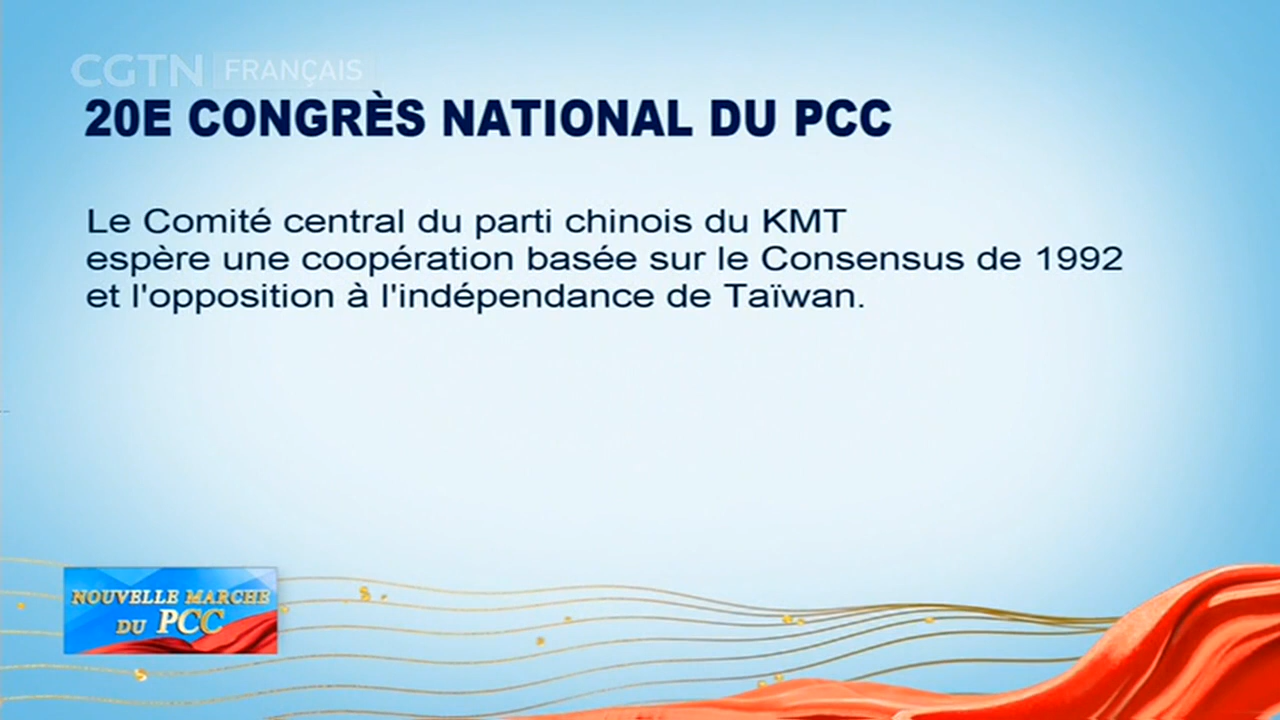 CGTN FRANÇAIS
20E CONGRÈS NATIONAL DU PCC
Le Comité central du parti chinois du KMT
espère une coopération basée sur le Consensus de 1992
et l'opposition à l'indépendance de Taïwan.
NOUVELLE MARCHE
DU PCC